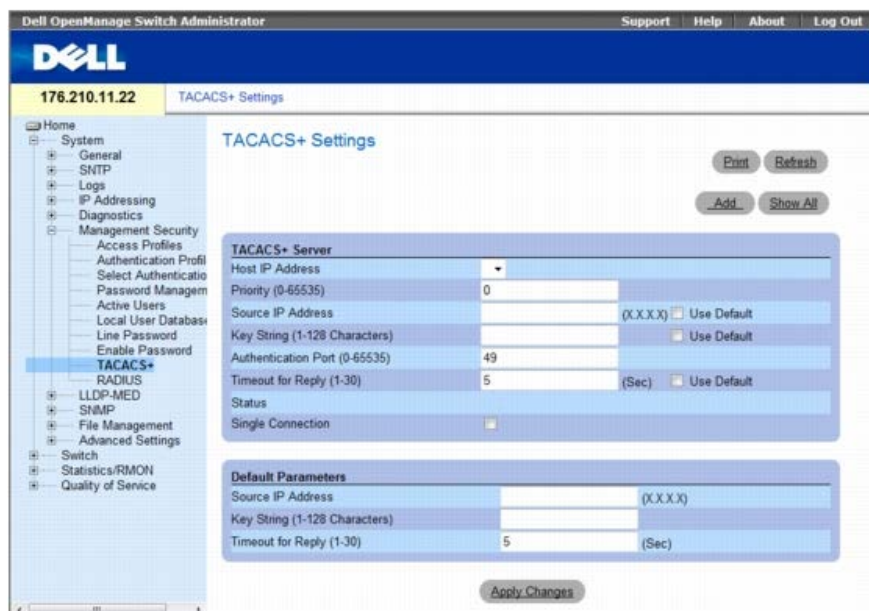 Dell OpenManage Switch Administrator Support Help About Log Out
DELL
176.210.11.22 TACACS+ Settings
Home
System
General
SNTP
Logs
IP Addressing
Diagnostics
Management Security
Access Profiles
Authentication Profil
Select Authenticatio
Password Managem
Active Users
Local User Databas
Line Password
Enable Password
TACACS+
RADIUS
LLDP-MED
SNMP
File Management
Advanced Settings
Switch
Statistics/RMON
Quality of Service
TACACS+ Settings
Print Refresh
Add Show All
TACACS+ Server
Host IP Address
Priority (0-65535) 0
Source IP Address (X.X.X.X) Use Default
Key String (1-128 Characters) Use Default
Authentication Port (0-65535) 49
Timeout for Reply (1-30) 5 (Sec) Use Default
Status
Single Connection
Default Parameters
Source IP Address (X.X.X.X)
Key String (1-128 Characters)
Timeout for Reply (1-30) 5 (Sec)
Apply Changes